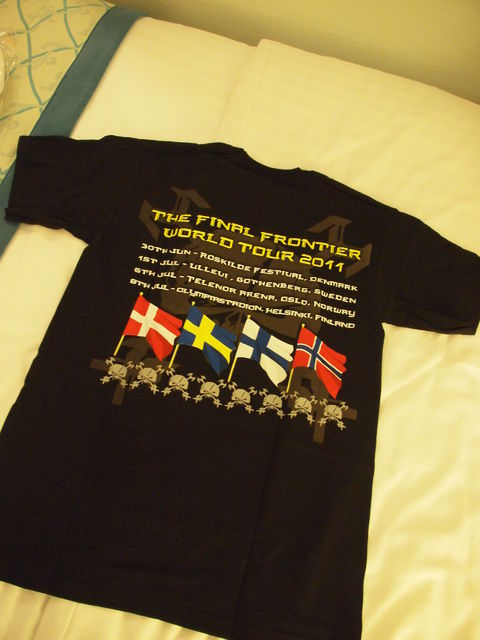 THE FINAL FRONTIER
WORLD TOUR 2011
30TH JUN - ROSKILDE FESTIVAL, DENMARK
1ST JUL - ULLEVI, GOTHENBERG, SWEDEN
6TH JUL - TELENOR ARENA, OSLO, NORWAY
8TH JUL - OLYMPIASTADION, HELSINKI, FINLAND